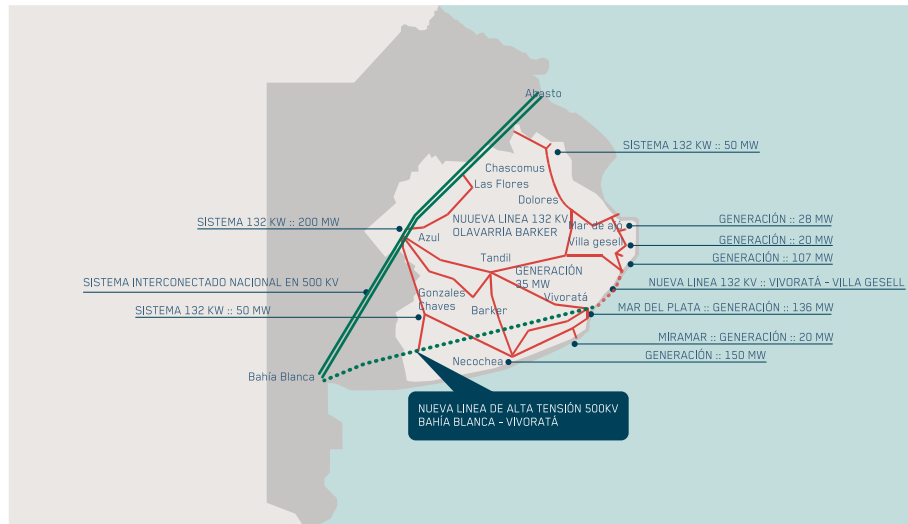 Abasto
SISTEMA 132 KW :: 50 MW
Chascomus
Las Flores
Dolores
SISTEMA 132 KW :: 200 MW
NUUEVA LINEA 132 KV
OLAVARRÍA BARKER
Mar de ajó
GENERACIÓN :: 28 MW
Azul
Villa gesell
GENERACIÓN :: 20 MW
Tandil
GENERACIÓN :: 107 MW
GENERACIÓN
35 MW
SISTEMA INTERCONECTADO NACIONAL EN 500 KV
NUEVA LINEA 132 KV :: VIVORATÁ - VILLA GESELL
Gonzales
Chaves
Vivoratá
SISTEMA 132 KW :: 50 MW
Barker
MAR DEL PLATA :: GENERACIÓN :: 136 MW
MÍRAMAR :: GENERACIÓN :: 20 MW
Necochea
GENERACIÓN :: 150 MW
Bahía Blanca
NUEVA LINEA DE ALTA TENSIÓN 500KV
BAHÍA BLANCA - VIVORATÁ